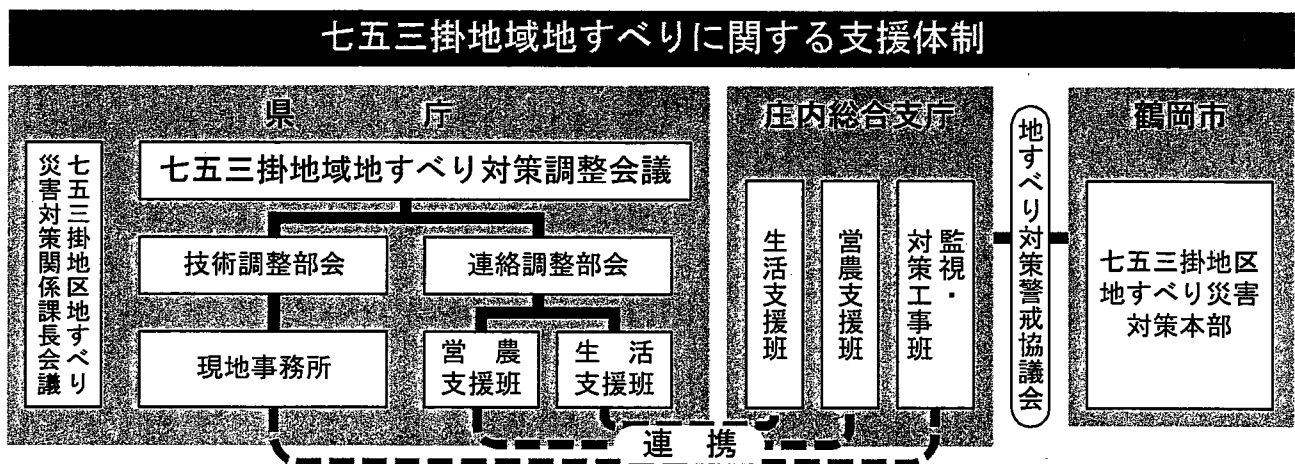 七五三掛地域地すべりに関する支援体制
県庁
七五三掛地区地すべり
災害対策関係課長会議
七五三掛地域地すべり対策調整会議
技術調整部会
連絡調整部会
現地事務所
営農
支援班
生活
支援班
庄内総合支庁
生活支援班
営農支援班
監視・
対策工事班
地すべり対策警戒協議会
鶴岡市
七五三掛地区
地すべり災害
対策本部
連携